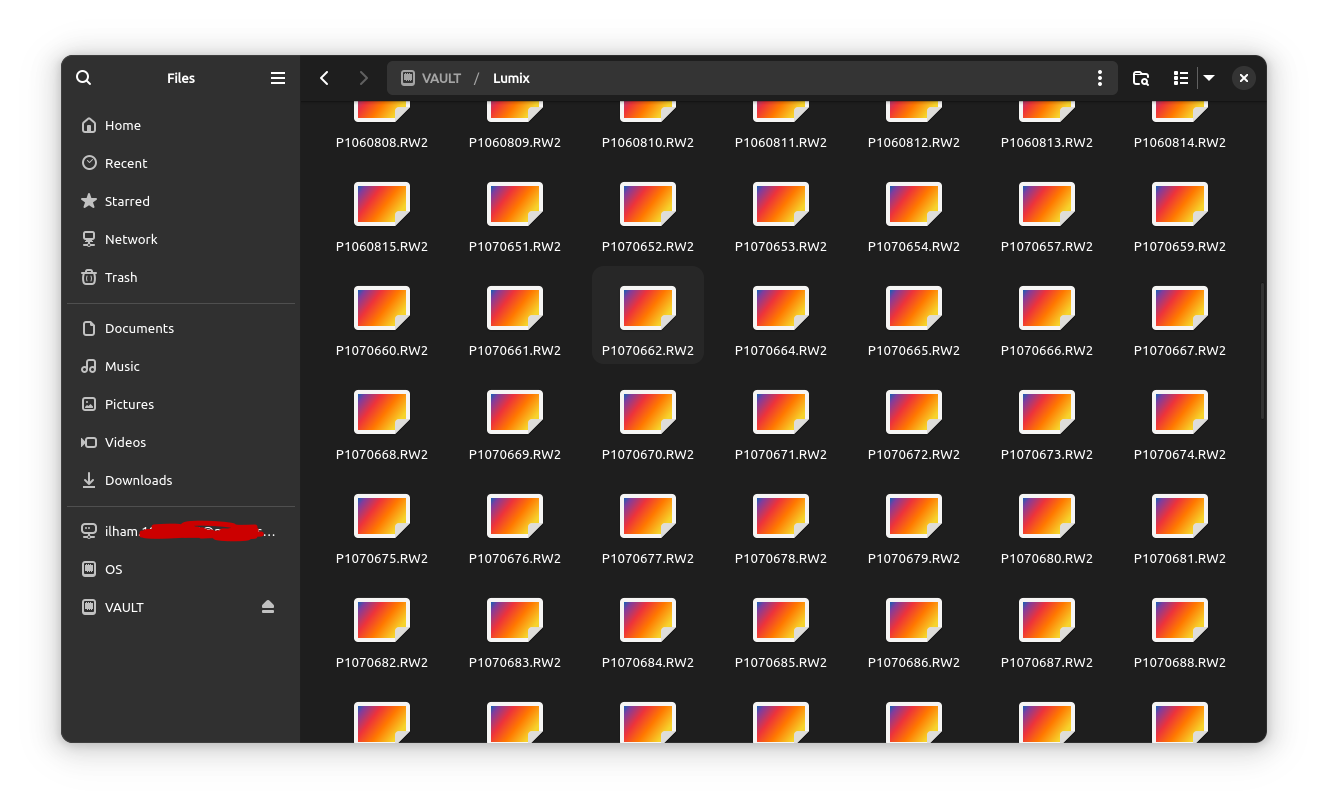 Files
VAULT / Lumix
Home
Recent
Starred
Network
Trash
Documents
Music
Pictures
Videos
Downloads
ilham.
OS
VAULT
P1060808.RW2 P1060809.RW2 P1060810.RW2 P1060811.RW2 P1060812.RW2 P1060813.RW2 P1060814.RW2
P1060815.RW2 P1070651.RW2 P1070652.RW2 P1070653.RW2 P1070654.RW2 P1070657.RW2 P1070659.RW2
P1070660.RW2 P1070661.RW2 P1070662.RW2 P1070664.RW2 P1070665.RW2 P1070666.RW2 P1070667.RW2
P1070668.RW2 P1070669.RW2 P1070670.RW2 P1070671.RW2 P1070672.RW2 P1070673.RW2 P1070674.RW2
P1070675.RW2 P1070676.RW2 P1070677.RW2 P1070678.RW2 P1070679.RW2 P1070680.RW2 P1070681.RW2
P1070682.RW2 P1070683.RW2 P1070684.RW2 P1070685.RW2 P1070686.RW2 P1070687.RW2 P1070688.RW2